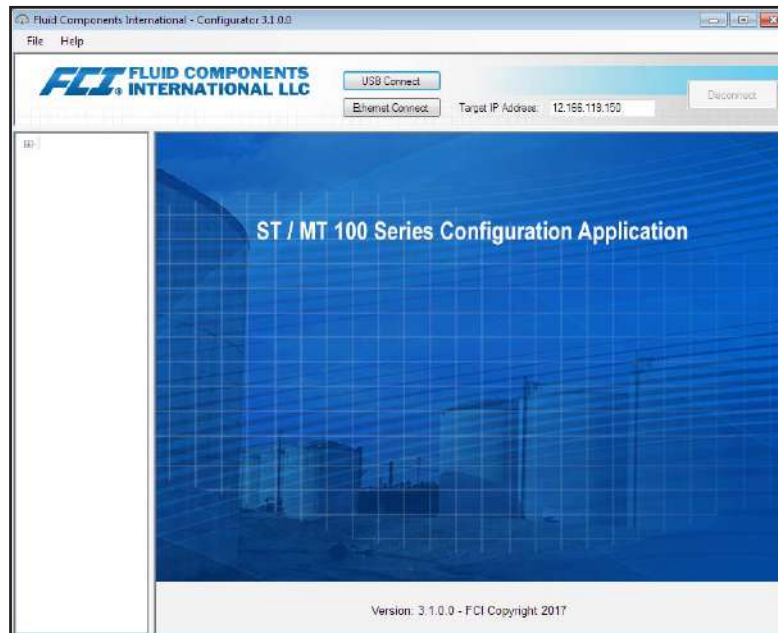 Fluid Components International - Configurator 3.1.0.0
File Help
FCI® FLUID COMPONENTS
INTERNATIONAL LLC
USB Connect
Ethernet Connect Target IP Address: 12.166.119.150
Disconnect
ST / MT 100 Series Configuration Application
Version: 3.1.0.0 - FCI Copyright 2017